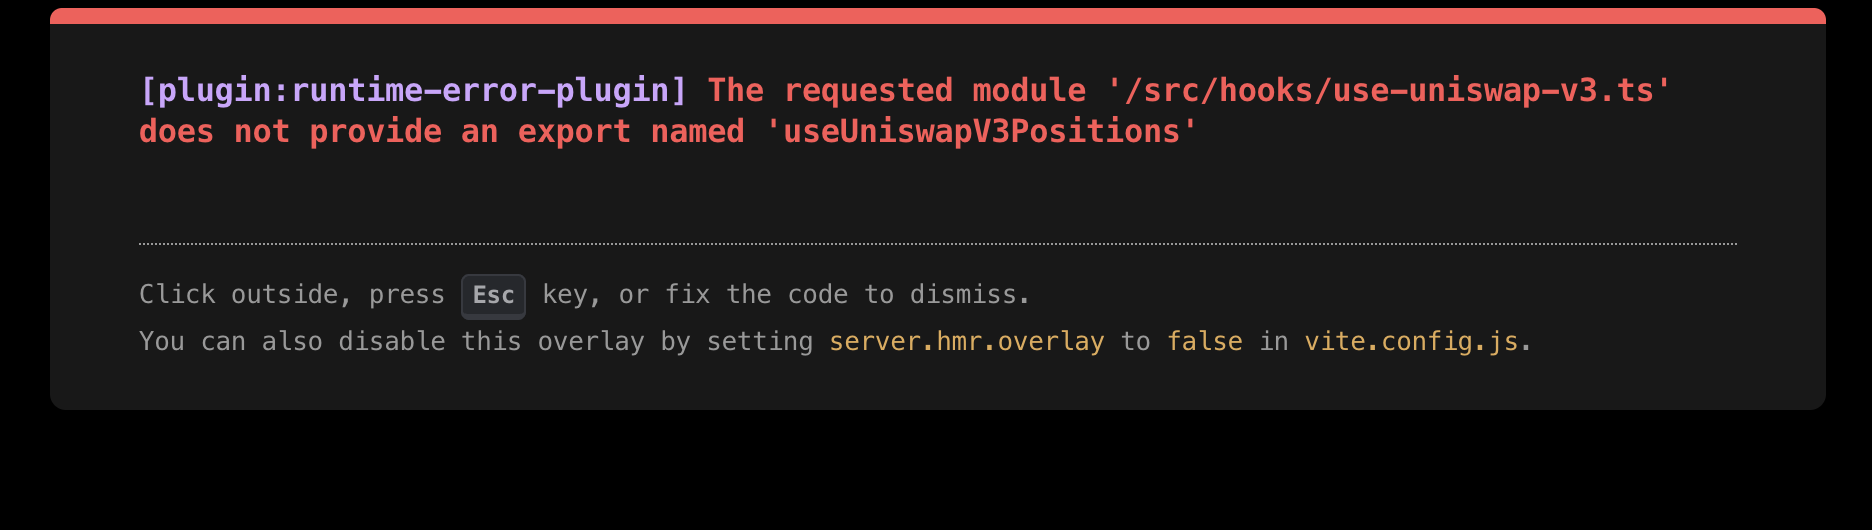 [plugin:runtime-error-plugin] The requested module '/src/hooks/use-uniswap-v3.ts'
does not provide an export named 'useUniswapV3Positions'
Click outside, press Esc key, or fix the code to dismiss.
You can also disable this overlay by setting server.hmr.overlay to false in vite.config.js.